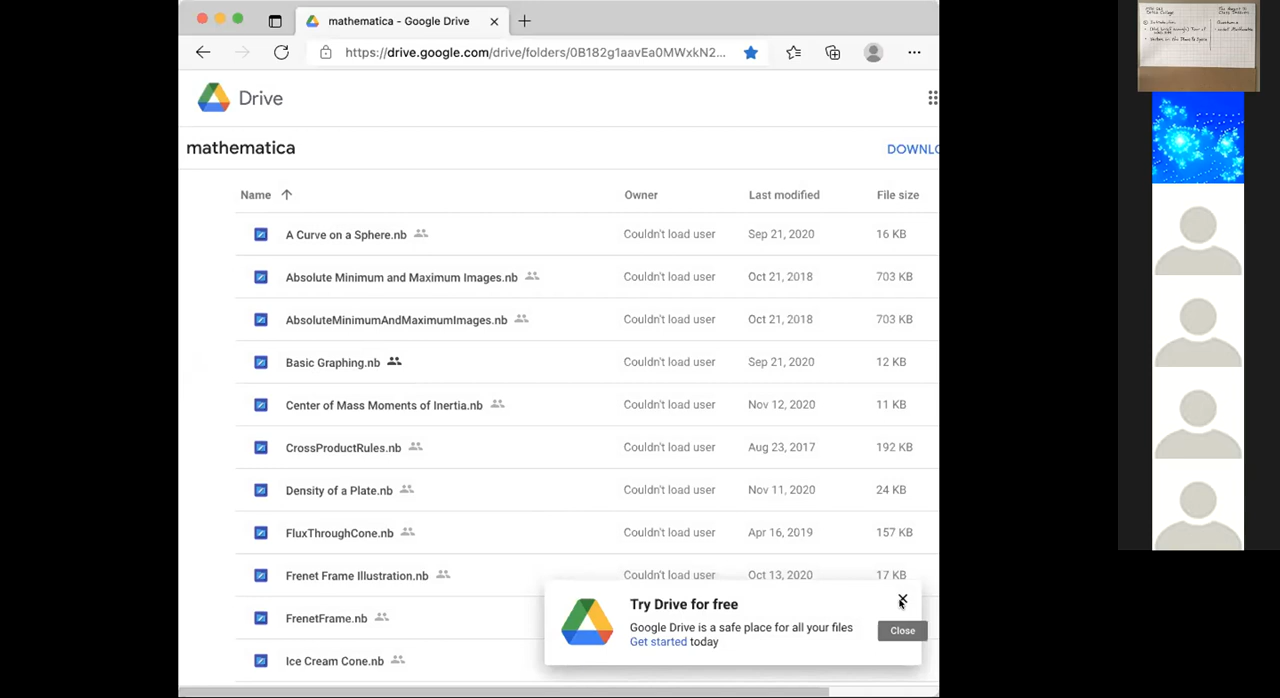 mathematica - Google Drive
https://drive.google.com/drive/folders/0B182g1aavEa0MWxkN2...
Drive
mathematica
DOWNLO
Name Owner Last modified File size
A Curve on a Sphere.nb Couldn't load user Sep 21, 2020 16 KB
Absolute Minimum and Maximum Images.nb Couldn't load user Oct 21, 2018 703 KB
AbsoluteMinimumAndMaximumImages.nb Couldn't load user Oct 21, 2018 703 KB
Basic Graphing.nb Couldn't load user Sep 21, 2020 12 KB
Center of Mass Moments of Inertia.nb Couldn't load user Nov 12, 2020 11 KB
CrossProductRules.nb Couldn't load user Aug 23, 2017 192 KB
Density of a Plate.nb Couldn't load user Nov 11, 2020 24 KB
FluxThroughCone.nb Couldn't load user Apr 16, 2019 157 KB
Frenet Frame Illustration.nb Couldn't load user Oct 13, 2020 17 KB
FrenetFrame.nb
Ice Cream Cone.nb
Try Drive for free
Google Drive is a safe place for all your files
Get started today
Close